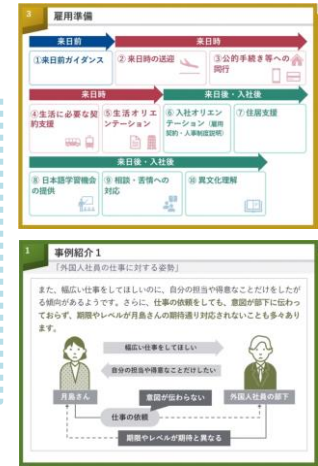 3 雇用準備
来日前
来日時
①来日前ガイダンス
②来日時の送迎
③公的手続き等への
同行
来日時
来日後・入社後
④生活に必要な契
約支援
⑤生活オリエ
ンテーション
⑥入社オリエン
テーション（雇用
契約・人事制度説明）
⑦住居支援
来日後・入社後
⑧日本語学習機会
の提供
⑨相談・苦情への
対応
⑩異文化理解
1 事例紹介1
「外国人社員の仕事に対する姿勢」
また、幅広い仕事をしてほしいのに、自分の担当や得意なことだけをしたが
る傾向があるようです。さらに、仕事の依頼をしても、意図が部下に伝わっ
ておらず、期限やレベルが月島さんの期待通り対応されないことも多々あり
ます。
幅広い仕事をしてほしい
自分の担当や得意なことだけしたい
月島さん
意図が伝わらない
外国人社員の部下
仕事の依頼
期限やレベルが期待と異なる